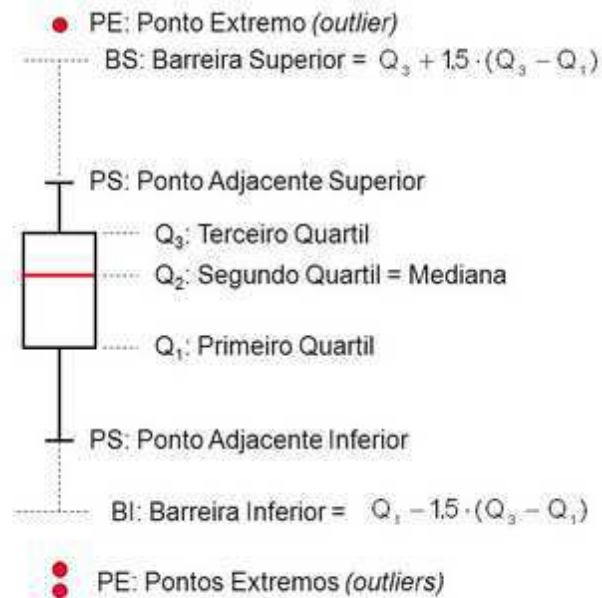 PE: Ponto Extremo (outlier)
BS: Barreira Superior = Q₃ + 1.5 · (Q₃ − Q₁)
PS: Ponto Adjacente Superior
Q₃: Terceiro Quartil
Q₂: Segundo Quartil = Mediana
Q₁: Primeiro Quartil
PS: Ponto Adjacente Inferior
BI: Barreira Inferior = Q₁ − 1.5 · (Q₃ − Q₁)
PE: Pontos Extremos (outliers)